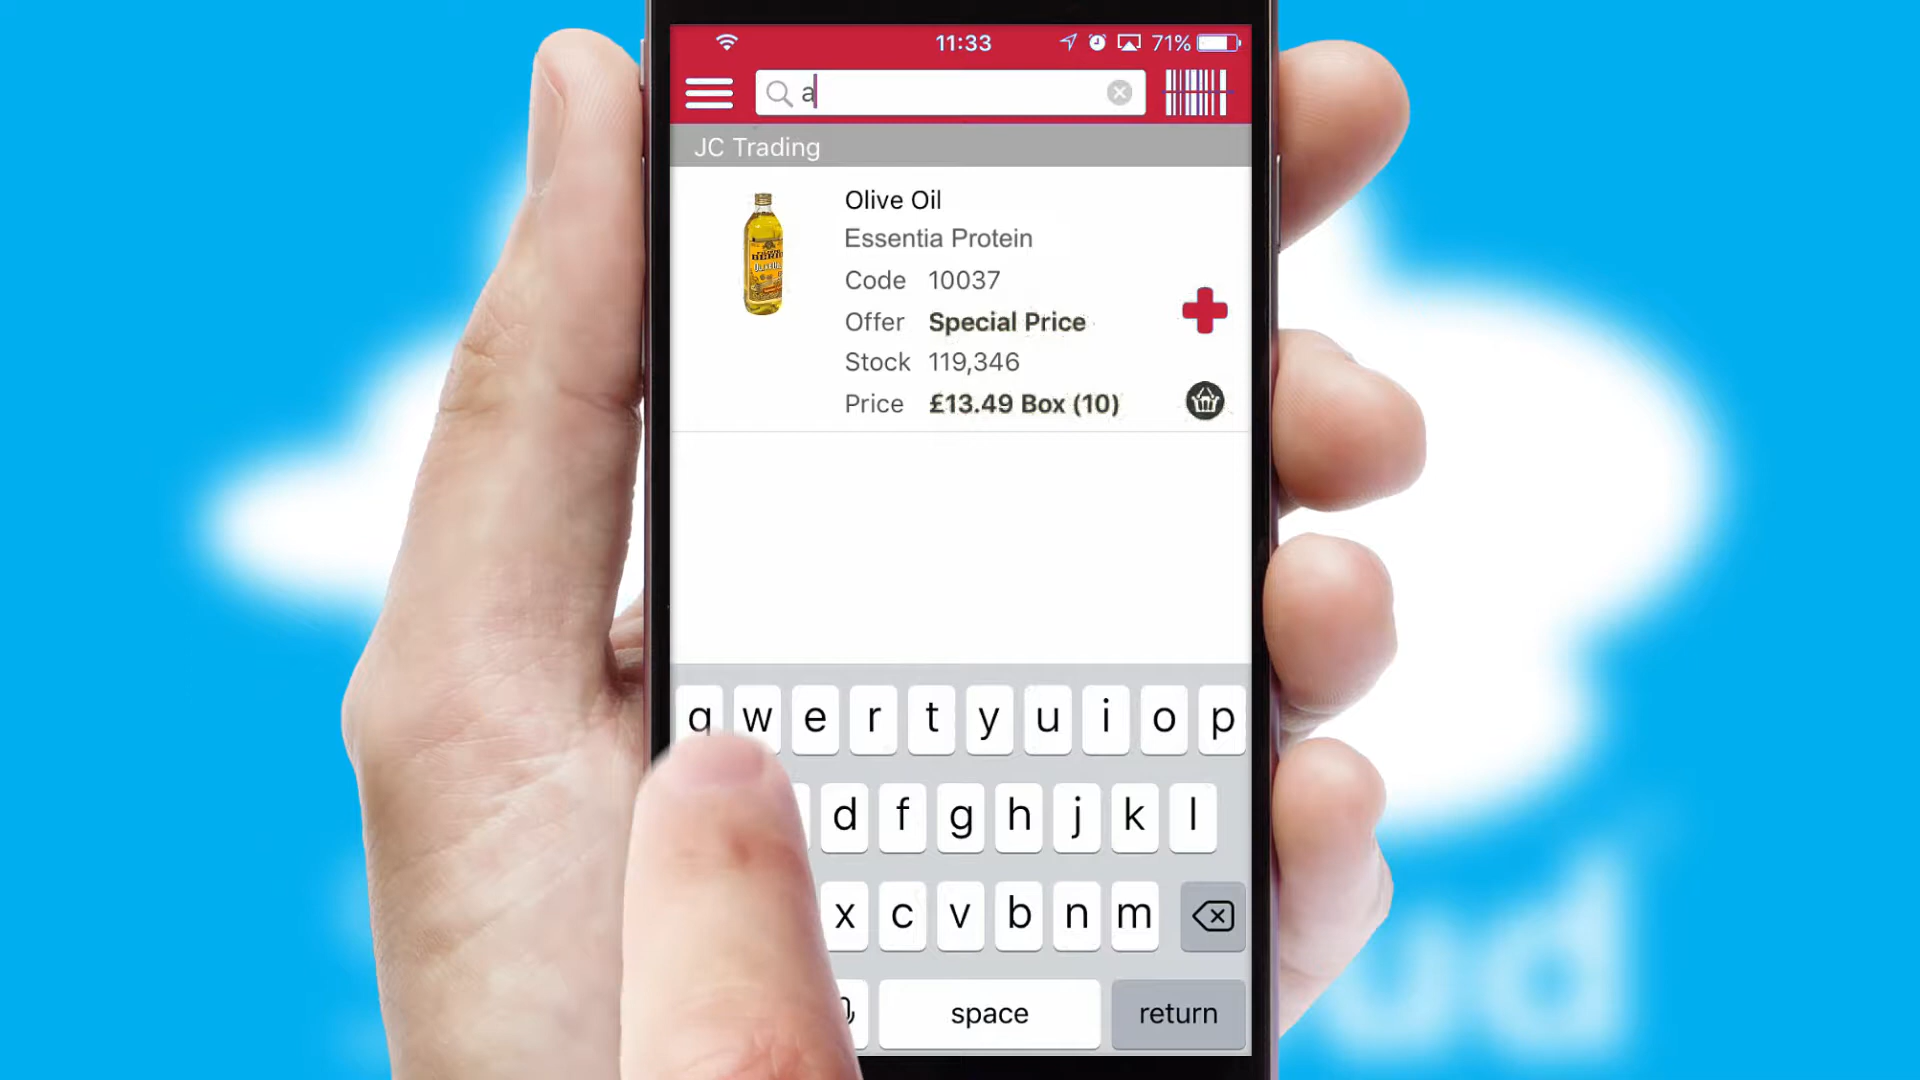 11:33 71%
a
JC Trading
Olive Oil
Essentia Protein
Code 10037
Offer Special Price
Stock 119,346
Price £13.49 Box (10)
q w e r t y u i o p
d f g h j k l
x c v b n m
space return
ud